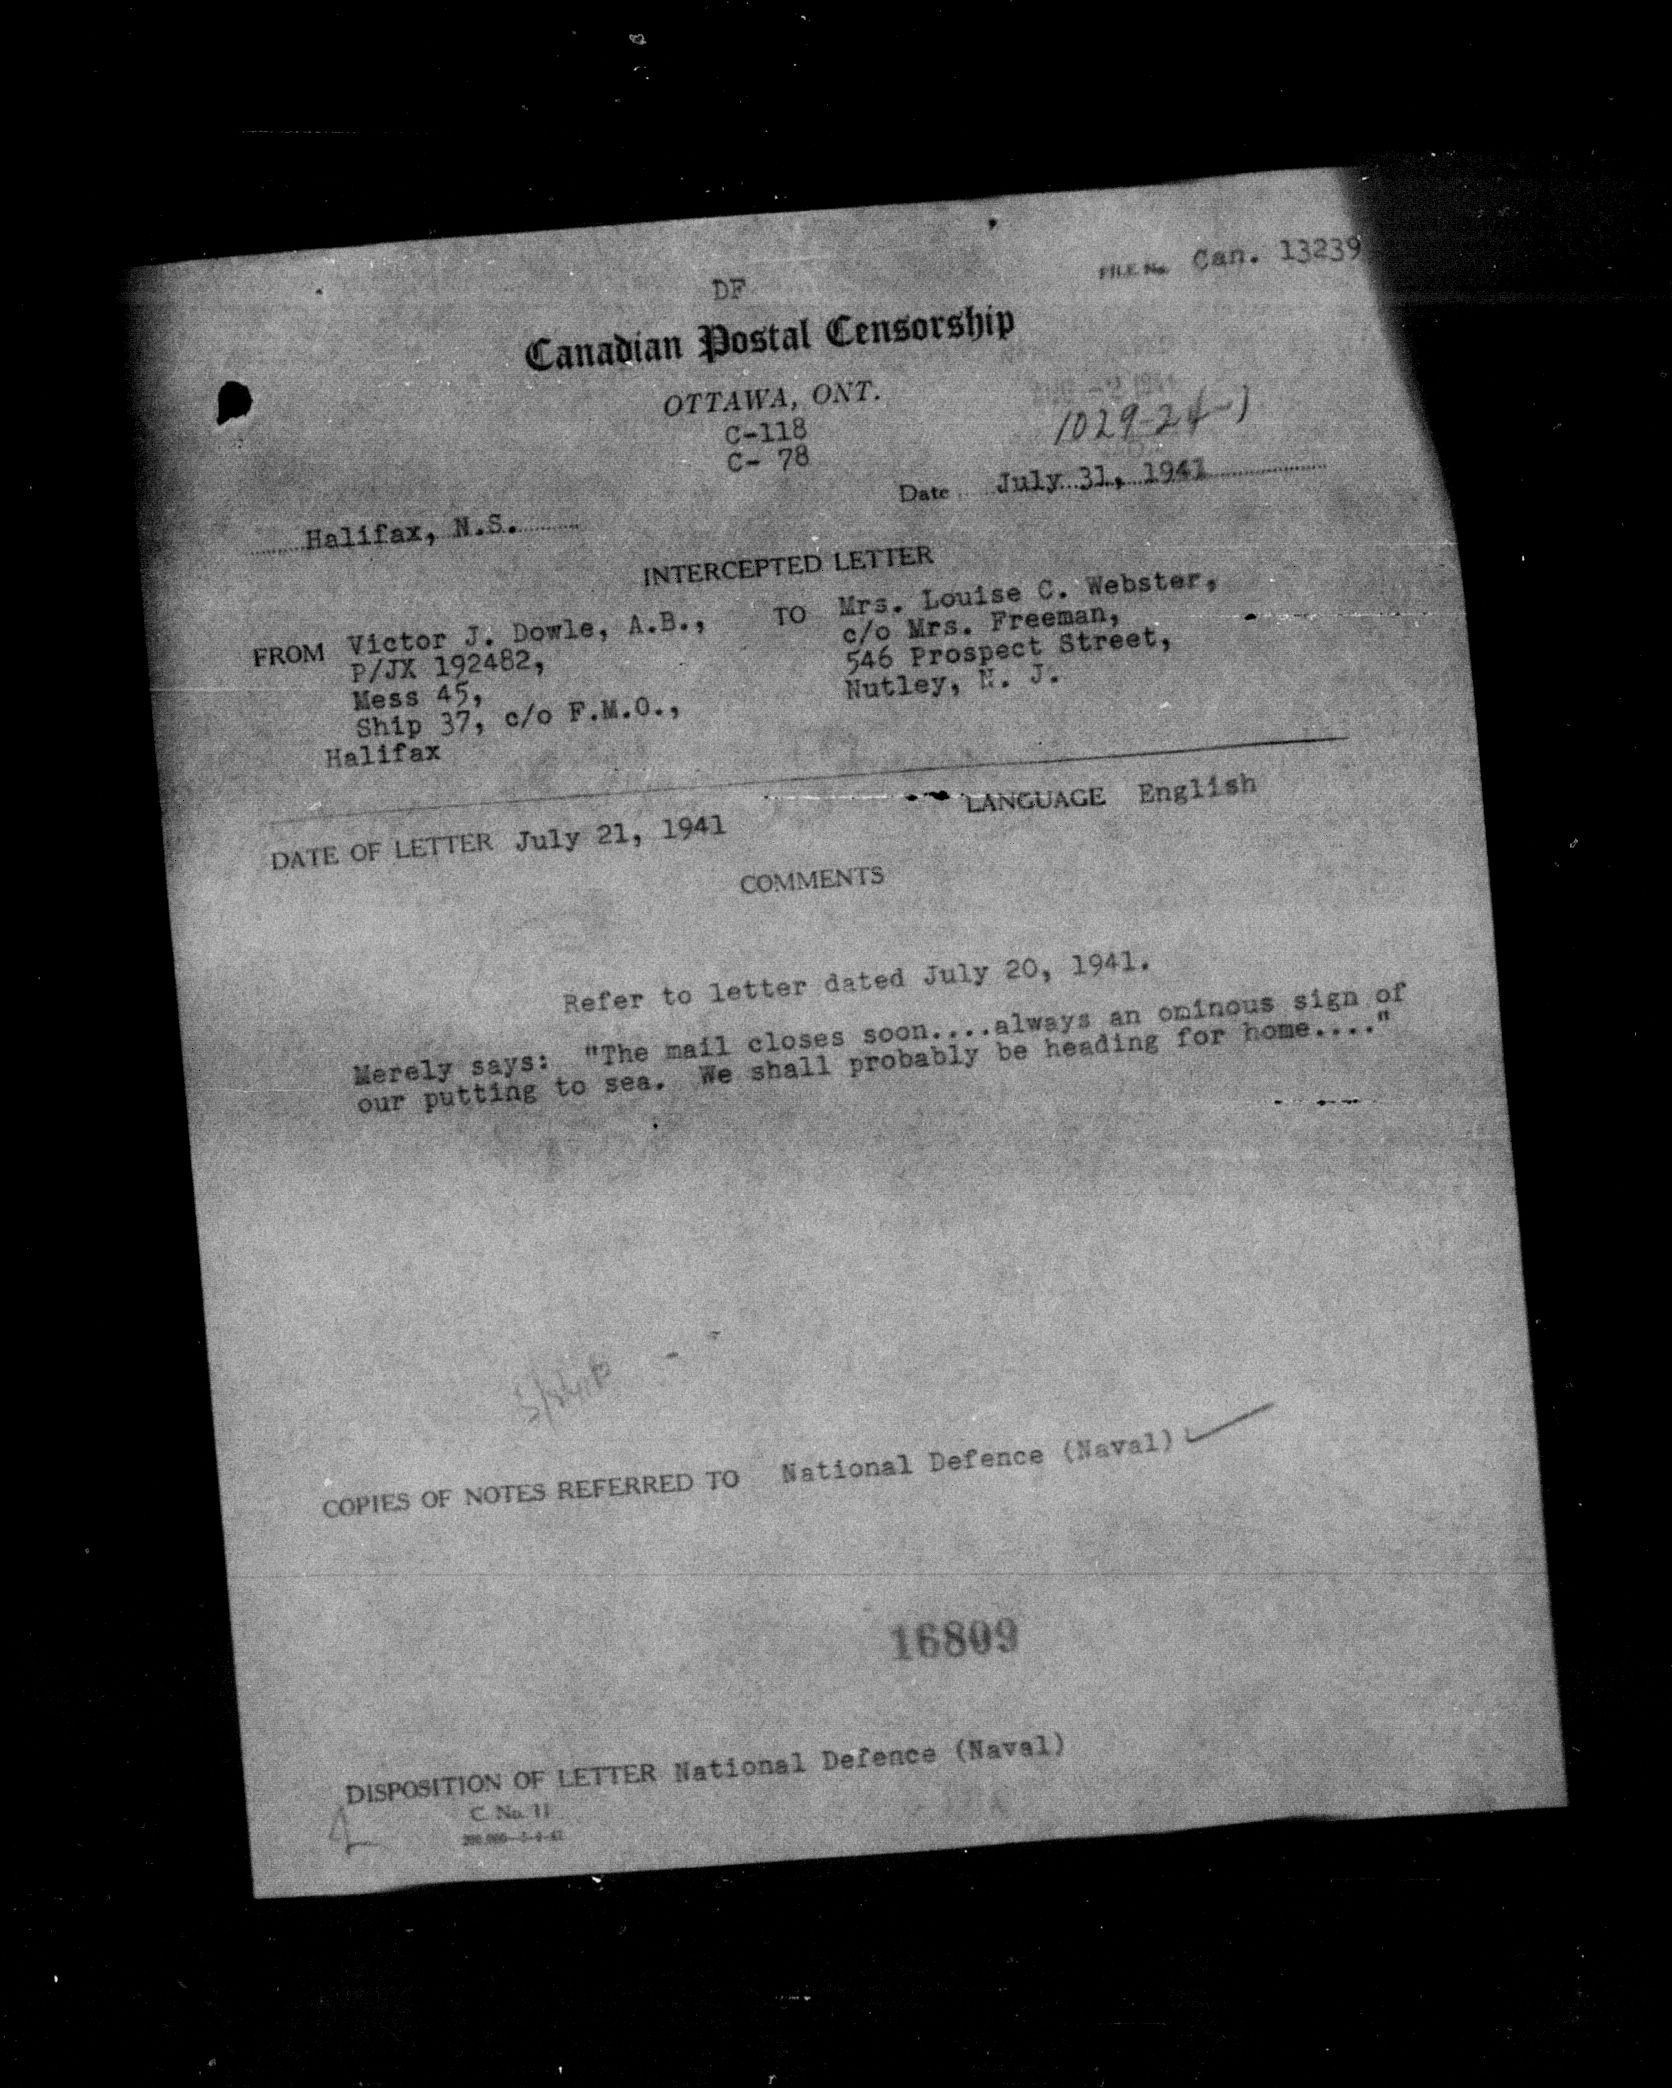 FILE No. Can. 13239
DF
Canadian Postal Censorship
OTTAWA, ONT.
C-118
C- 78
1029-24-1
Date July 31, 1941
Halifax, N.S.
INTERCEPTED LETTER
FROM Victor J. Dowle, A.B.,
P/JX 192482,
Mess 45,
Ship 37, c/o F.M.O.,
Halifax
TO Mrs. Louise C. Webster,
c/o Mrs. Freeman,
546 Prospect Street,
Nutley, N. J.
DATE OF LETTER July 21, 1941
LANGUAGE English
COMMENTS
Refer to letter dated July 20, 1941.
Merely says: "The mail closes soon....always an ominous sign of
our putting to sea. We shall probably be heading for home...."
COPIES OF NOTES REFERRED TO National Defence (Naval)
16809
DISPOSITION OF LETTER National Defence (Naval)
C. No. 11